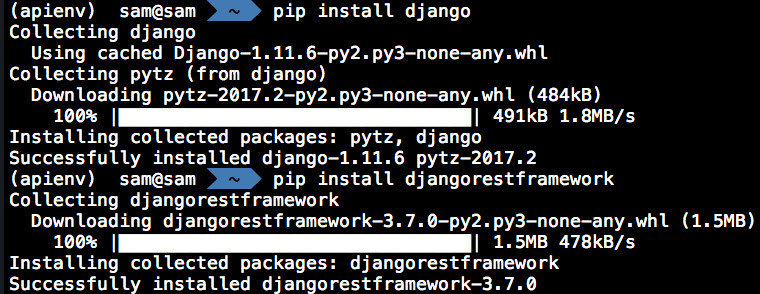 (apienv) sam@sam ~ pip install django
Collecting django
Using cached Django-1.11.6-py2.py3-none-any.whl
Collecting pytz (from django)
Downloading pytz-2017.2-py2.py3-none-any.whl (484kB)
100% |████████████████████████████████| 491kB 1.8MB/s
Installing collected packages: pytz, django
Successfully installed django-1.11.6 pytz-2017.2
(apienv) sam@sam ~ pip install djangorestframework
Collecting djangorestframework
Downloading djangorestframework-3.7.0-py2.py3-none-any.whl (1.5MB)
100% |████████████████████████████████| 1.5MB 478kB/s
Installing collected packages: djangorestframework
Successfully installed djangorestframework-3.7.0